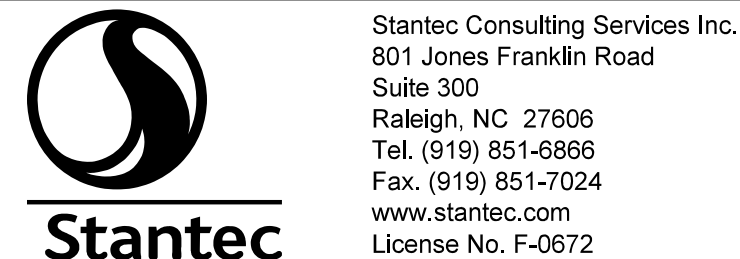 Stantec
Stantec Consulting Services Inc.
801 Jones Franklin Road
Suite 300
Raleigh, NC  27606
Tel. (919) 851-6866
Fax. (919) 851-7024
www.stantec.com
License No. F-0672